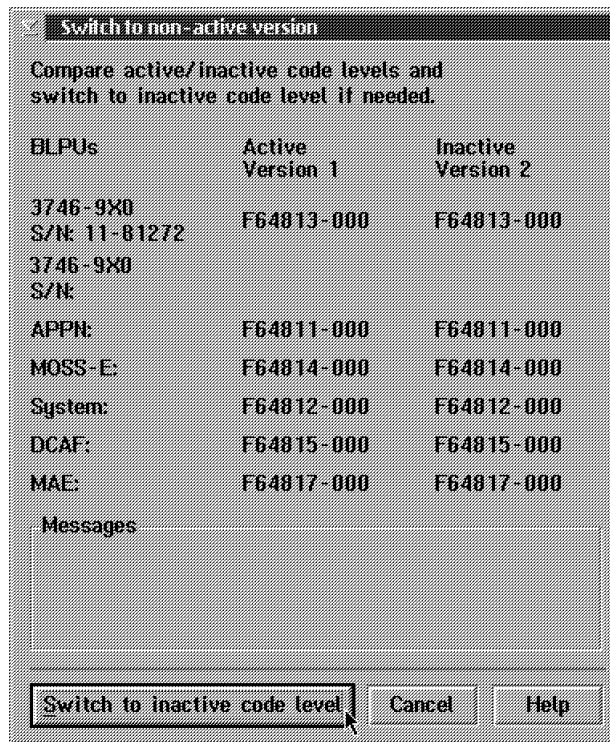 Switch to non-active version
Compare active/inactive code levels and
switch to inactive code level if needed.
BLPUs Active Inactive
Version 1 Version 2
3746-9X0 F64813-000 F64813-000
S/N: 11-81272
3746-9X0
S/N:
APPN: F64811-000 F64811-000
MOSS-E: F64814-000 F64814-000
System: F64812-000 F64812-000
DCAF: F64815-000 F64815-000
MAE: F64817-000 F64817-000
Messages
Switch to inactive code level Cancel Help